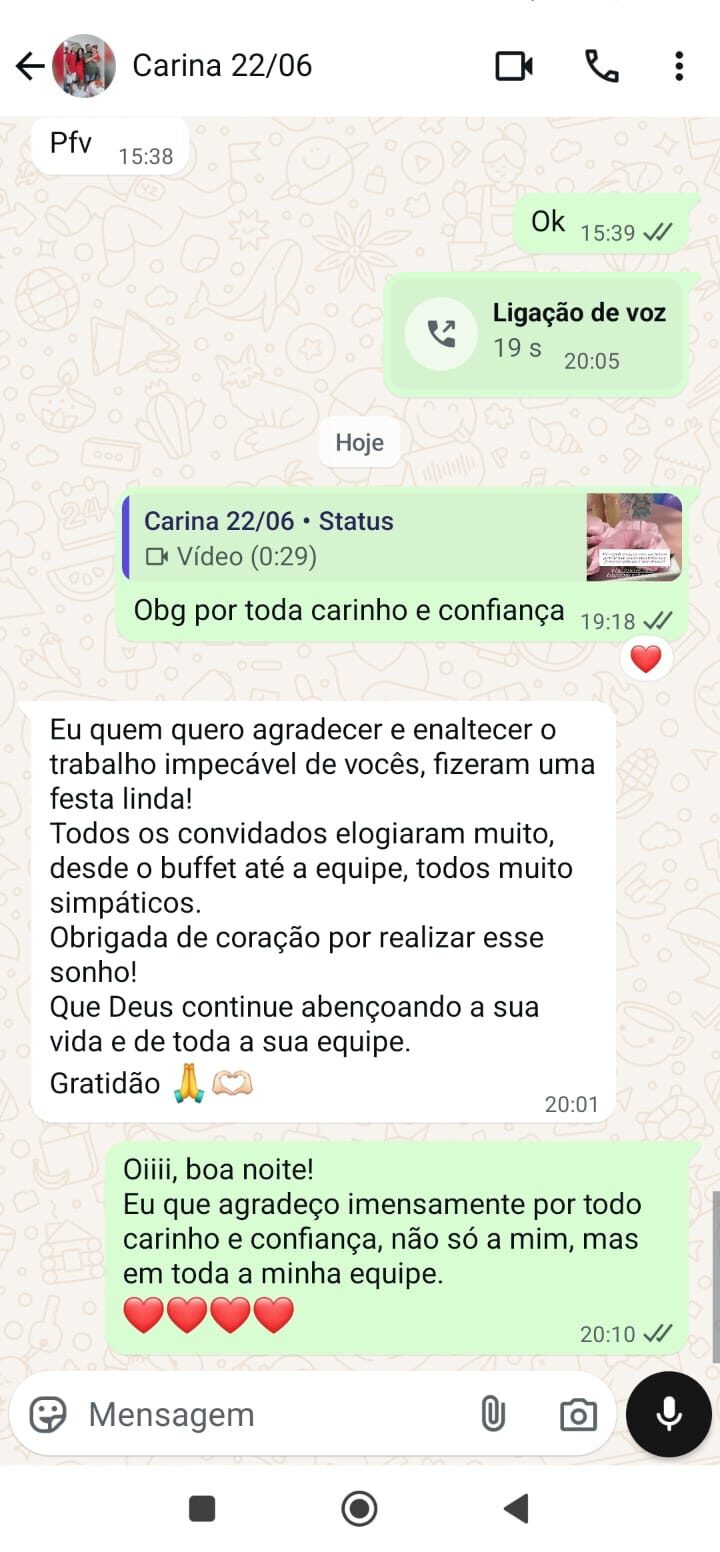 Carina 22/06
Pfv 15:38
Ok 15:39
Ligação de voz
19 s 20:05
Hoje
Carina 22/06 • Status
Vídeo (0:29)
Obg por toda carinho e confiança 19:18
❤️
Eu quem quero agradecer e enaltecer o
trabalho impecável de vocês, fizeram uma
festa linda!
Todos os convidados elogiaram muito,
desde o buffet até a equipe, todos muito
simpáticos.
Obrigada de coração por realizar esse
sonho!
Que Deus continue abençoando a sua
vida e de toda a sua equipe.
Gratidão 🙏🫶🏻
20:01
Oiiii, boa noite!
Eu que agradeço imensamente por todo
carinho e confiança, não só a mim, mas
em toda a minha equipe.
❤️❤️❤️❤️
20:10
Mensagem